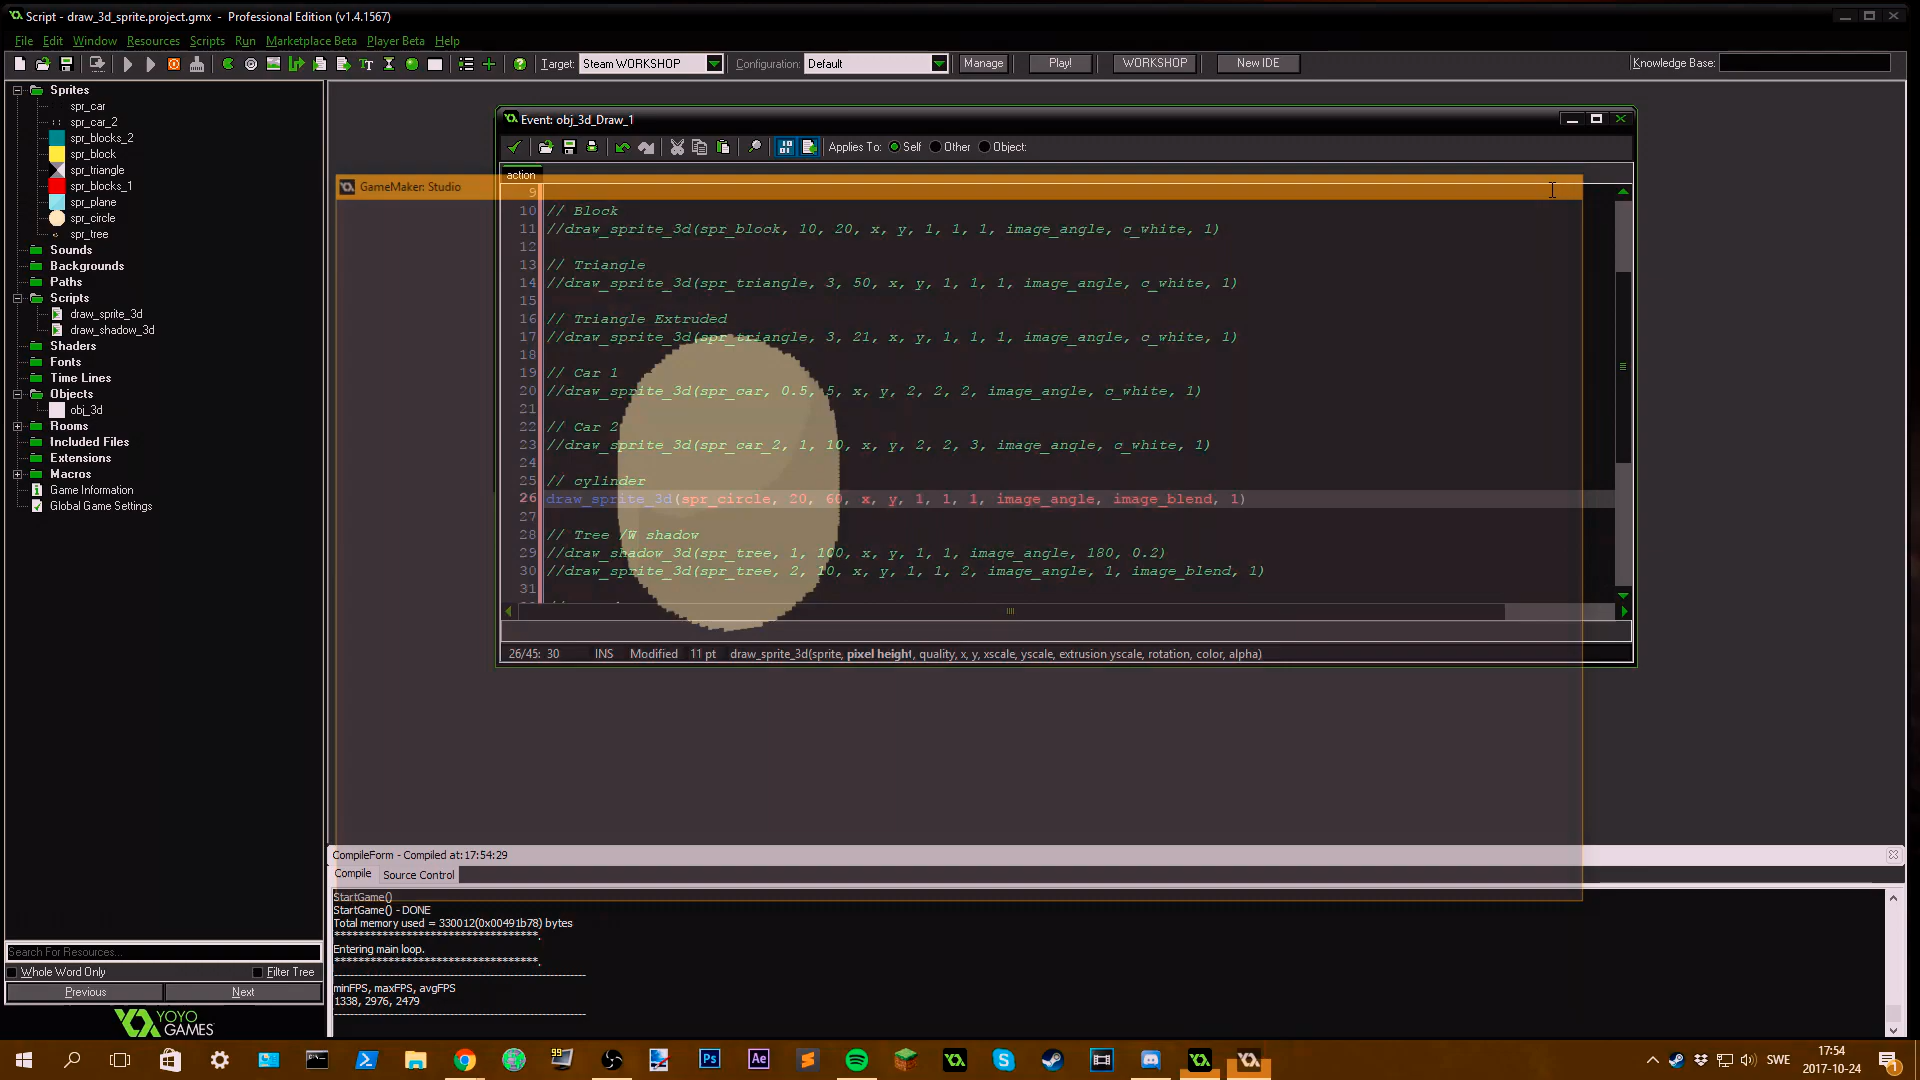 Script - draw_3d_sprite.project.gmx - Professional Edition (v1.4.1567)
File Edit Window Resources Scripts Run Marketplace Beta Player Beta Help
Target: Steam WORKSHOP Configuration: Default Manage Play! WORKSHOP New IDE Knowledge Base:
Sprites
spr_car
spr_car_2
spr_blocks_2
spr_block
spr_triangle
spr_blocks_1
spr_plane
spr_circle
spr_tree
Sounds
Backgrounds
Paths
Scripts
draw_sprite_3d
draw_shadow_3d
Shaders
Fonts
Time Lines
Objects
obj_3d
Rooms
Included Files
Extensions
Macros
Game Information
Global Game Settings
Search For Resources...
Whole Word Only Filter Tree
Previous Next
YOYO
GAMES
Event: obj_3d_Draw_1
Applies To: Self Other Object:
action
GameMaker: Studio
9
10 // Block
11 //draw_sprite_3d(spr_block, 10, 20, x, y, 1, 1, 1, image_angle, c_white, 1)
12
13 // Triangle
14 //draw_sprite_3d(spr_triangle, 3, 50, x, y, 1, 1, 1, image_angle, c_white, 1)
15
16 // Triangle Extruded
17 //draw_sprite_3d(spr_triangle, 3, 21, x, y, 1, 1, 1, image_angle, c_white, 1)
18
19 // Car 1
20 //draw_sprite_3d(spr_car, 0.5, 5, x, y, 2, 2, 2, image_angle, c_white, 1)
21
22 // Car 2
23 //draw_sprite_3d(spr_car_2, 1, 10, x, y, 2, 2, 3, image_angle, c_white, 1)
24
25 // cylinder
26 draw_sprite_3d(spr_circle, 20, 60, x, y, 1, 1, 1, image_angle, image_blend, 1)
27
28 // Tree /W shadow
29 //draw_shadow_3d(spr_tree, 1, 100, x, y, 1, 1, image_angle, 180, 0.2)
30 //draw_sprite_3d(spr_tree, 2, 10, x, y, 1, 1, 2, image_angle, 1, image_blend, 1)
31
26/45: 30 INS Modified 11 pt draw_sprite_3d(sprite, pixel height, quality, x, y, xscale, yscale, extrusion yscale, rotation, color, alpha)
CompileForm - Compiled at:17:54:29
Compile Source Control
StartGame()
StartGame() - DONE
Total memory used = 330012(0x00491b78) bytes
**********************************.
Entering main loop.
**********************************.
minFPS, maxFPS, avgFPS
1338, 2976, 2479
99
Ps Ae
SWE
17:54
2017-10-24
1